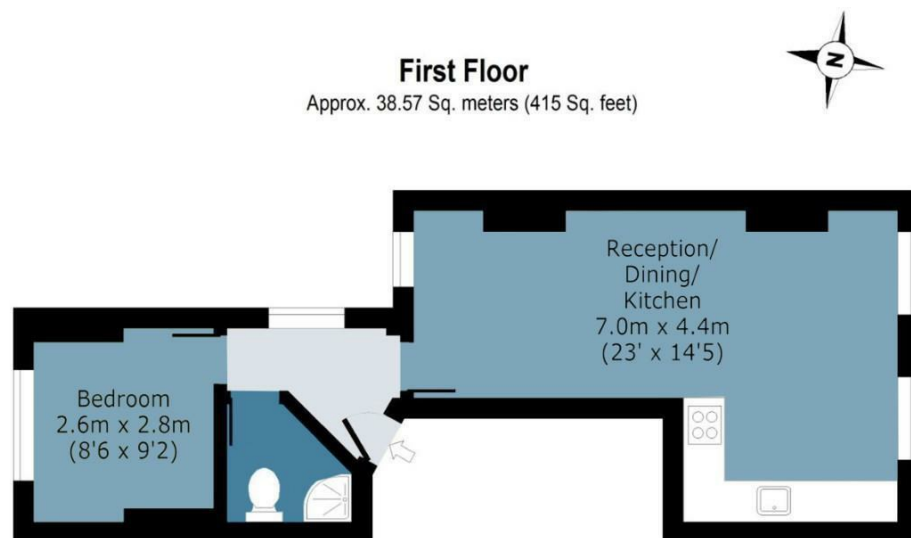 First Floor
Approx. 38.57 Sq. meters (415 Sq. feet)
N
Reception/
Dining/
Kitchen
7.0m x 4.4m
(23' x 14'5)
Bedroom
2.6m x 2.8m
(8'6 x 9'2)